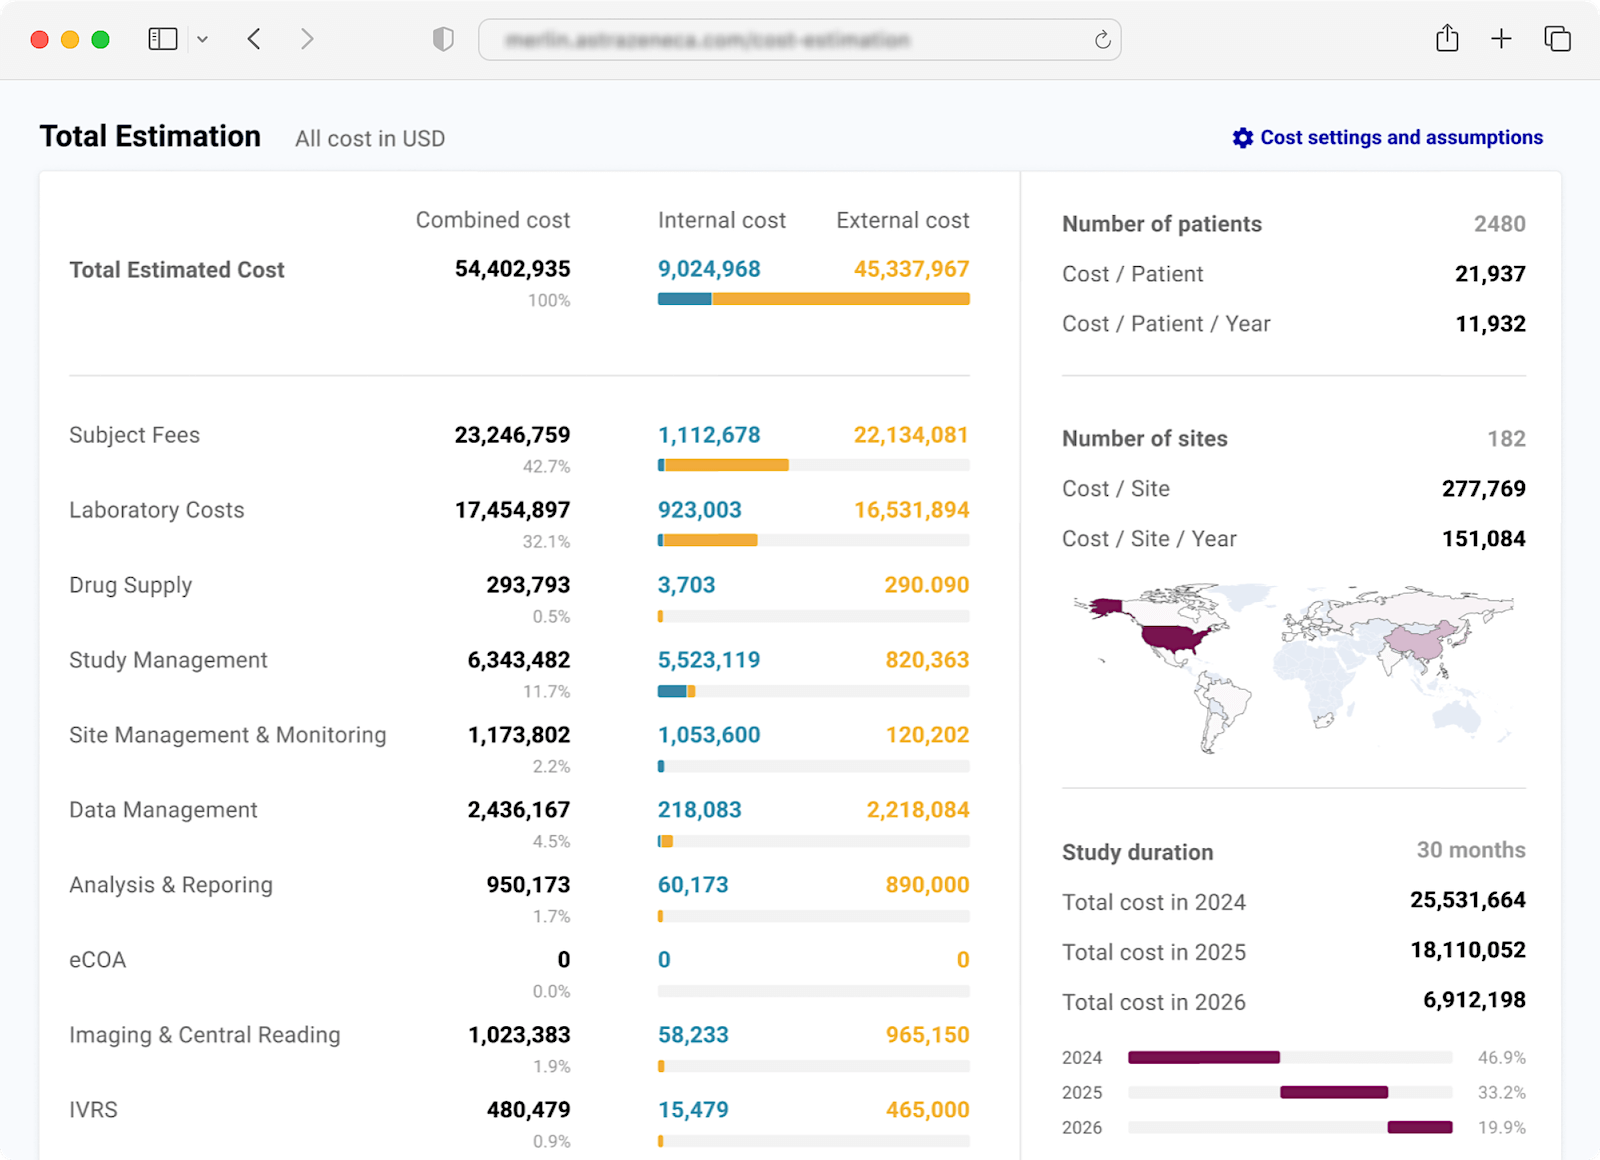 Total Estimation All cost in USD
Cost settings and assumptions
Combined cost Internal cost External cost
Total Estimated Cost 54,402,935 9,024,968 45,337,967
100%
Subject Fees 23,246,759 1,112,678 22,134,081
42.7%
Laboratory Costs 17,454,897 923,003 16,531,894
32.1%
Drug Supply 293,793 3,703 290.090
0.5%
Study Management 6,343,482 5,523,119 820,363
11.7%
Site Management & Monitoring 1,173,802 1,053,600 120,202
2.2%
Data Management 2,436,167 218,083 2,218,084
4.5%
Analysis & Reporing 950,173 60,173 890,000
1.7%
eCOA 0 0 0
0.0%
Imaging & Central Reading 1,023,383 58,233 965,150
1.9%
IVRS 480,479 15,479 465,000
0.9%
Number of patients 2480
Cost / Patient 21,937
Cost / Patient / Year 11,932
Number of sites 182
Cost / Site 277,769
Cost / Site / Year 151,084
Study duration 30 months
Total cost in 2024 25,531,664
Total cost in 2025 18,110,052
Total cost in 2026 6,912,198
2024 46.9%
2025 33.2%
2026 19.9%